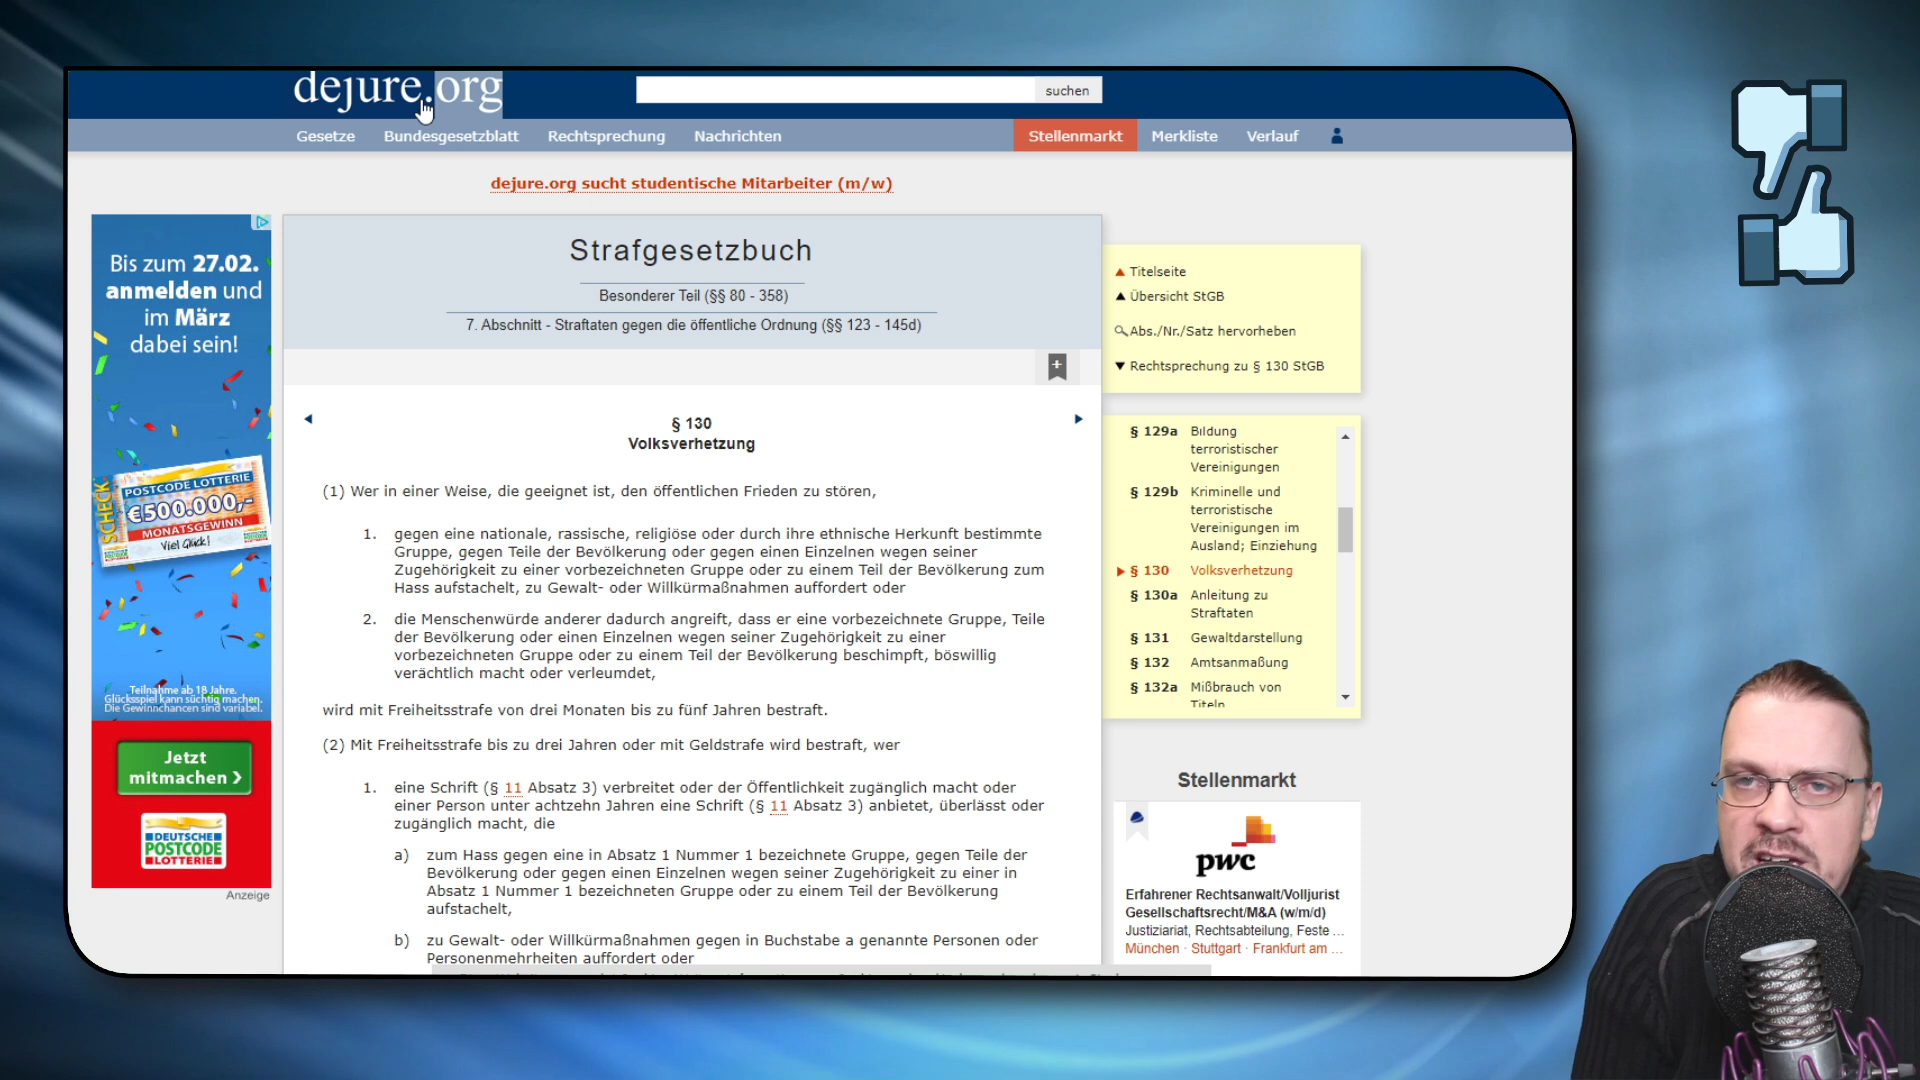 dejure.org
suchen
Gesetze Bundesgesetzblatt Rechtsprechung Nachrichten Stellenmarkt Merkliste Verlauf
dejure.org sucht studentische Mitarbeiter (m/w)
Bis zum 27.02.
anmelden und
im März
dabei sein!
SCHECK
POSTCODE LOTTERIE
€500.000,-
MONATSGEWINN
Viel Glück!
Teilnahme ab 18 Jahre.
Glücksspiel kann süchtig machen.
Die Gewinnchancen sind variabel.
Jetzt
mitmachen ❯
DEUTSCHE
POSTCODE
LOTTERIE
Anzeige
Strafgesetzbuch
Besonderer Teil (§§ 80 - 358)
7. Abschnitt - Straftaten gegen die öffentliche Ordnung (§§ 123 - 145d)
§ 130
Volksverhetzung
(1) Wer in einer Weise, die geeignet ist, den öffentlichen Frieden zu stören,
1. gegen eine nationale, rassische, religiöse oder durch ihre ethnische Herkunft bestimmte
Gruppe, gegen Teile der Bevölkerung oder gegen einen Einzelnen wegen seiner
Zugehörigkeit zu einer vorbezeichneten Gruppe oder zu einem Teil der Bevölkerung zum
Hass aufstachelt, zu Gewalt- oder Willkürmaßnahmen auffordert oder
2. die Menschenwürde anderer dadurch angreift, dass er eine vorbezeichnete Gruppe, Teile
der Bevölkerung oder einen Einzelnen wegen seiner Zugehörigkeit zu einer
vorbezeichneten Gruppe oder zu einem Teil der Bevölkerung beschimpft, böswillig
verächtlich macht oder verleumdet,
wird mit Freiheitsstrafe von drei Monaten bis zu fünf Jahren bestraft.
(2) Mit Freiheitsstrafe bis zu drei Jahren oder mit Geldstrafe wird bestraft, wer
1. eine Schrift (§ 11 Absatz 3) verbreitet oder der Öffentlichkeit zugänglich macht oder
einer Person unter achtzehn Jahren eine Schrift (§ 11 Absatz 3) anbietet, überlässt oder
zugänglich macht, die
a) zum Hass gegen eine in Absatz 1 Nummer 1 bezeichnete Gruppe, gegen Teile der
Bevölkerung oder gegen einen Einzelnen wegen seiner Zugehörigkeit zu einer in
Absatz 1 Nummer 1 bezeichneten Gruppe oder zu einem Teil der Bevölkerung
aufstachelt,
b) zu Gewalt- oder Willkürmaßnahmen gegen in Buchstabe a genannte Personen oder
Personenmehrheiten auffordert oder
Titelseite
Übersicht StGB
Abs./Nr./Satz hervorheben
Rechtsprechung zu § 130 StGB
§ 129a Bildung
terroristischer
Vereinigungen
§ 129b Kriminelle und
terroristische
Vereinigungen im
Ausland; Einziehung
§ 130 Volksverhetzung
§ 130a Anleitung zu
Straftaten
§ 131 Gewaltdarstellung
§ 132 Amtsanmaßung
§ 132a Mißbrauch von
Titeln
Stellenmarkt
pwc
Erfahrener Rechtsanwalt/Volljurist
Gesellschaftsrecht/M&A (w/m/d)
Justiziariat, Rechtsabteilung, Feste ...
München · Stuttgart · Frankfurt am ...